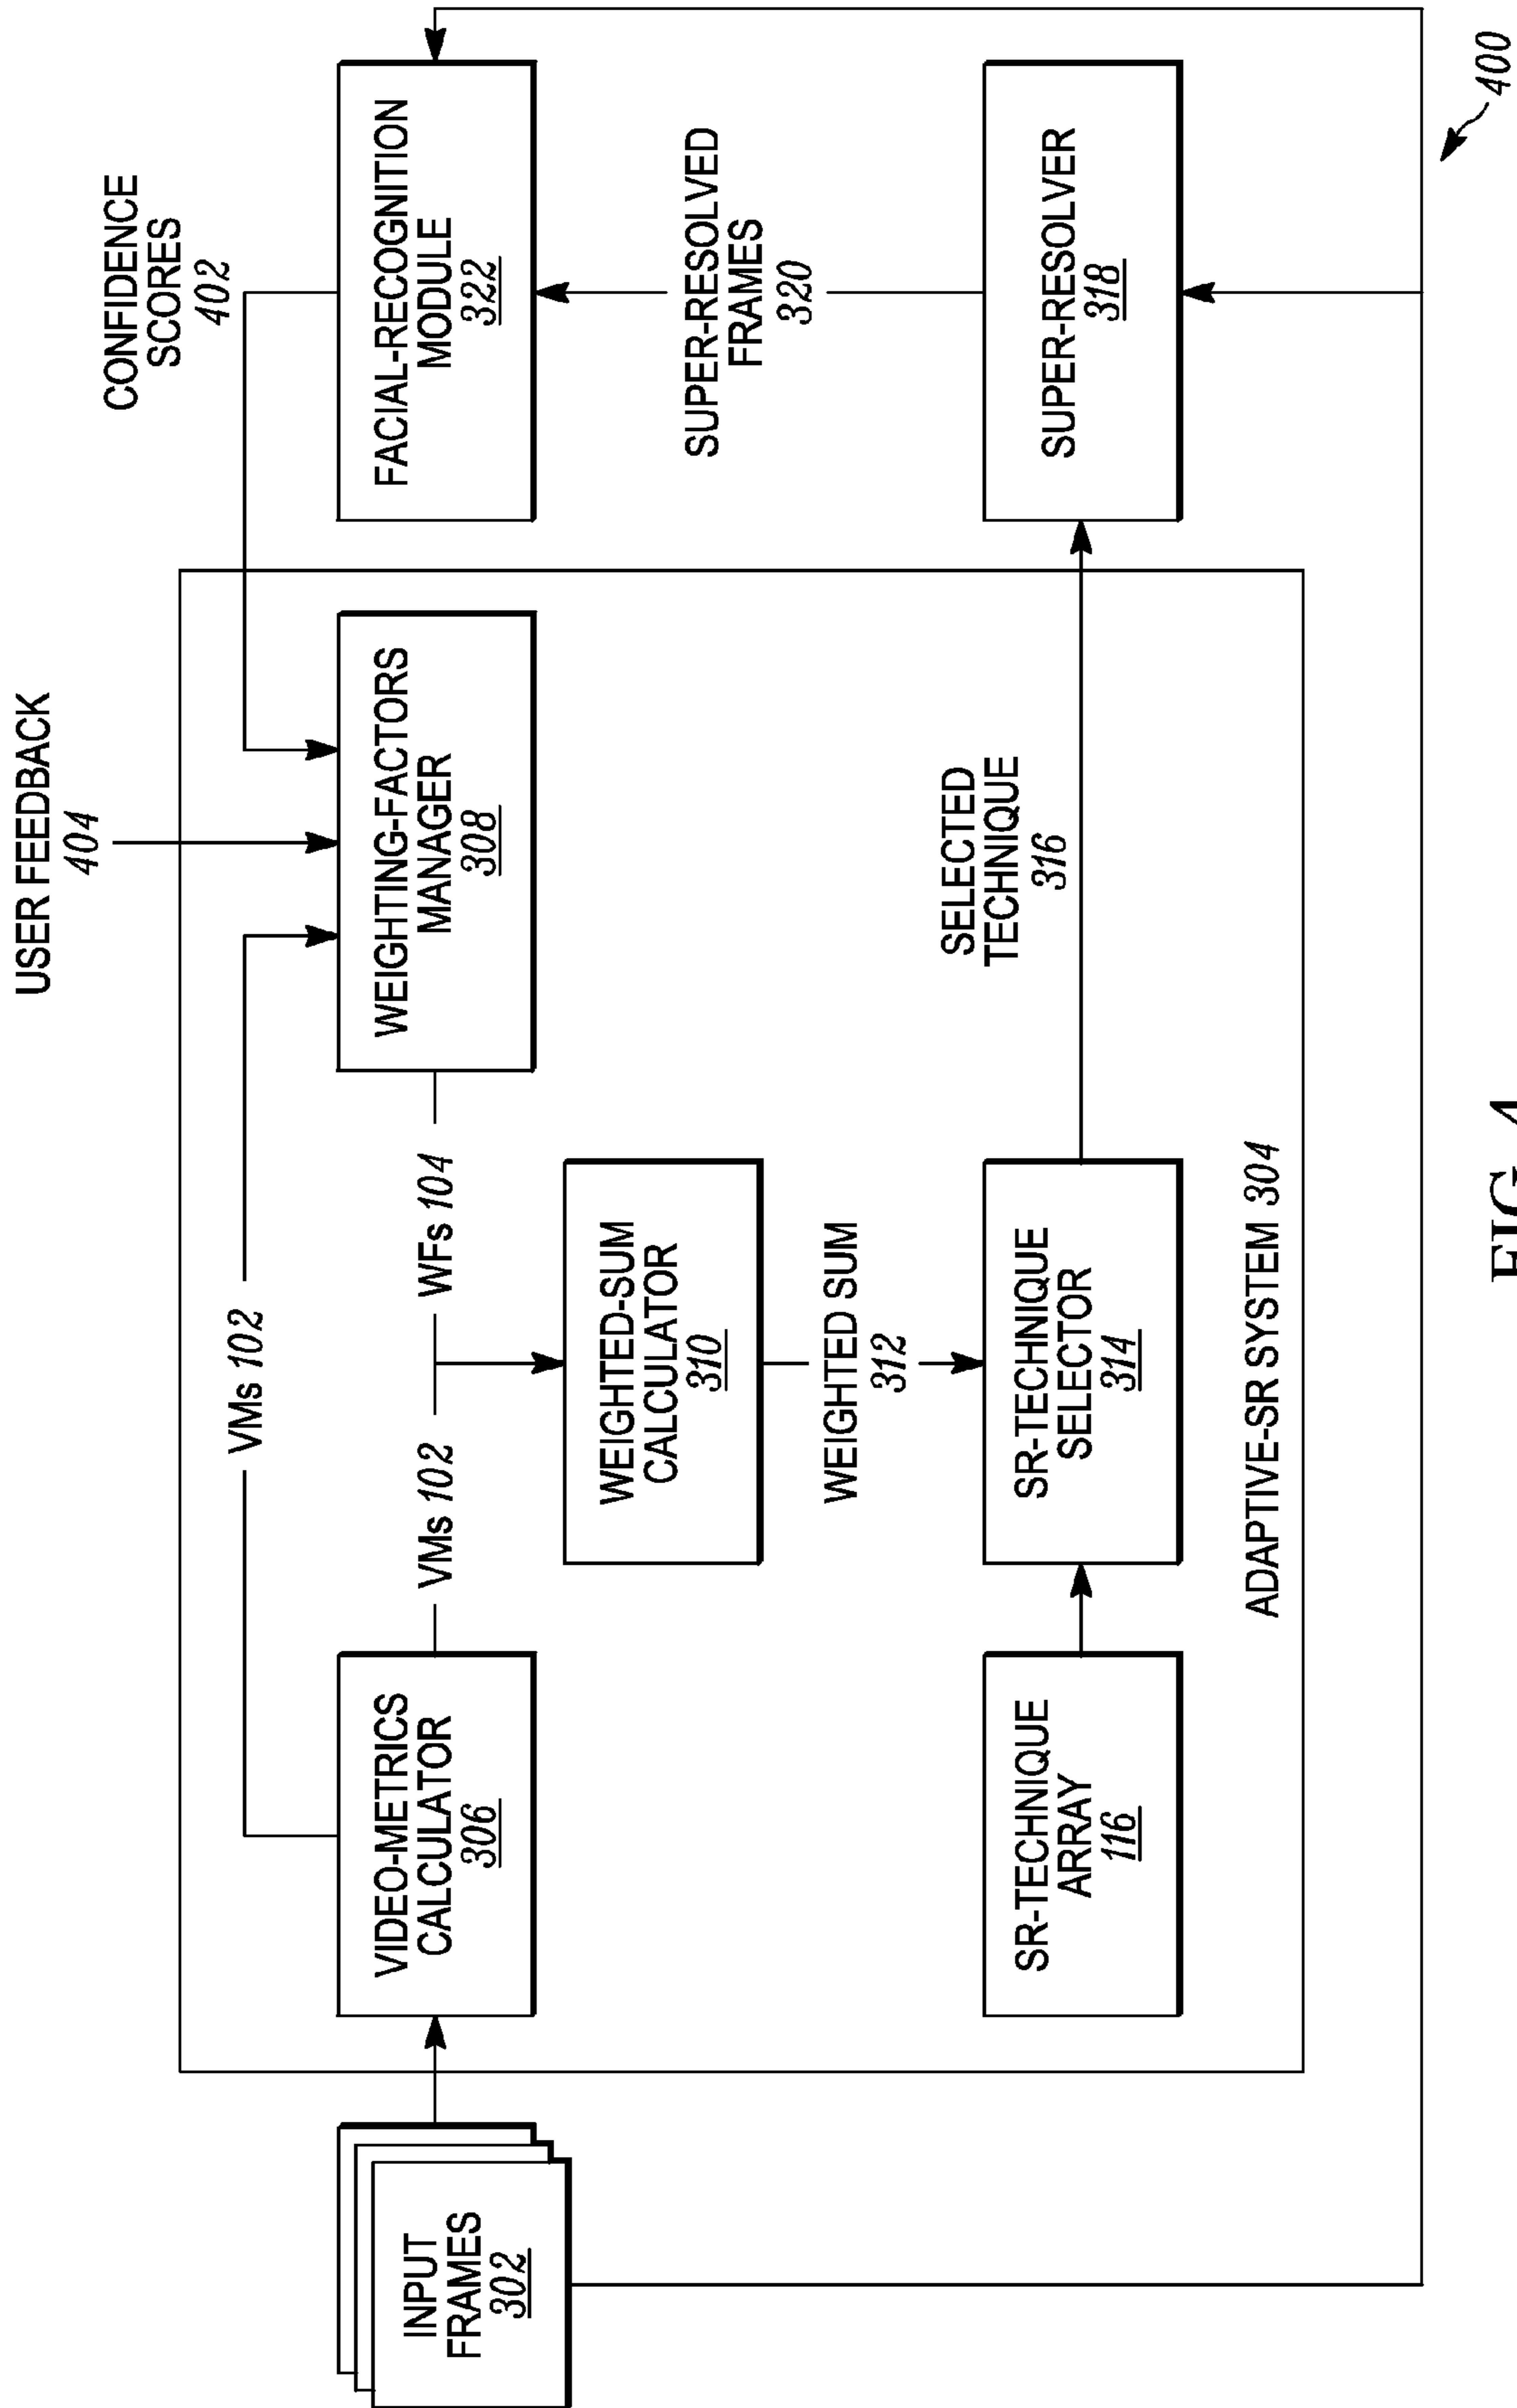 USER FEEDBACK
404
CONFIDENCE
SCORES
402
VMs 102
INPUT
FRAMES
302
VIDEO-METRICS
CALCULATOR
306
VMs 102
WFs 104
WEIGHTING-FACTORS
MANAGER
308
FACIAL-RECOGNITION
MODULE
322
WEIGHTED-SUM
CALCULATOR
310
SUPER-RESOLVED
FRAMES
320
WEIGHTED SUM
312
SELECTED
TECHNIQUE
316
SR-TECHNIQUE
ARRAY
116
SR-TECHNIQUE
SELECTOR
314
SUPER-RESOLVER
318
ADAPTIVE-SR SYSTEM 304
400
FIG. 4